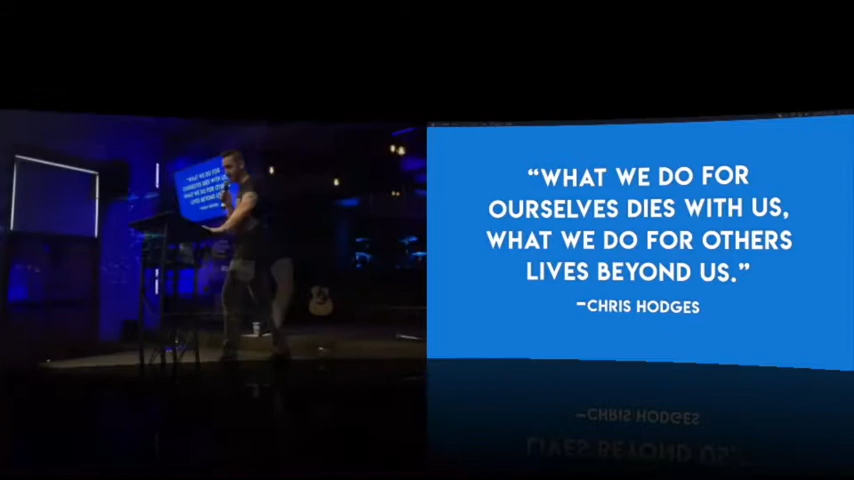 “WHAT WE DO FOR
OURSELVES DIES WITH US,
WHAT WE DO FOR OTHERS
LIVES BEYOND US.”
–CHRIS HODGES